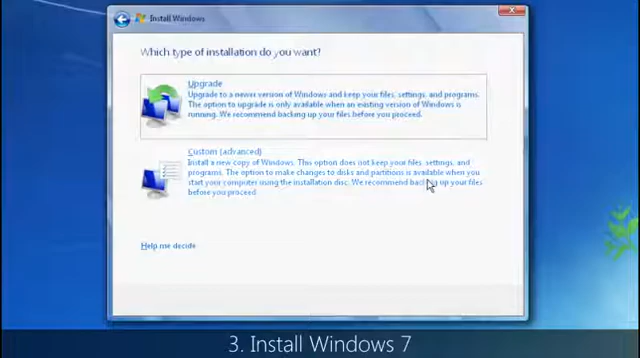 Install Windows
Which type of installation do you want?
Upgrade
Upgrade to a newer version of Windows and keep your files, settings, and programs.
The option to upgrade is only available when an existing version of Windows is
running. We recommend backing up your files before you proceed.
Custom (advanced)
Install a new copy of Windows. This option does not keep your files, settings, and
programs. The option to make changes to disks and partitions is available when you
start your computer using the installation disc. We recommend backing up your files
before you proceed.
Help me decide
3. Install Windows 7